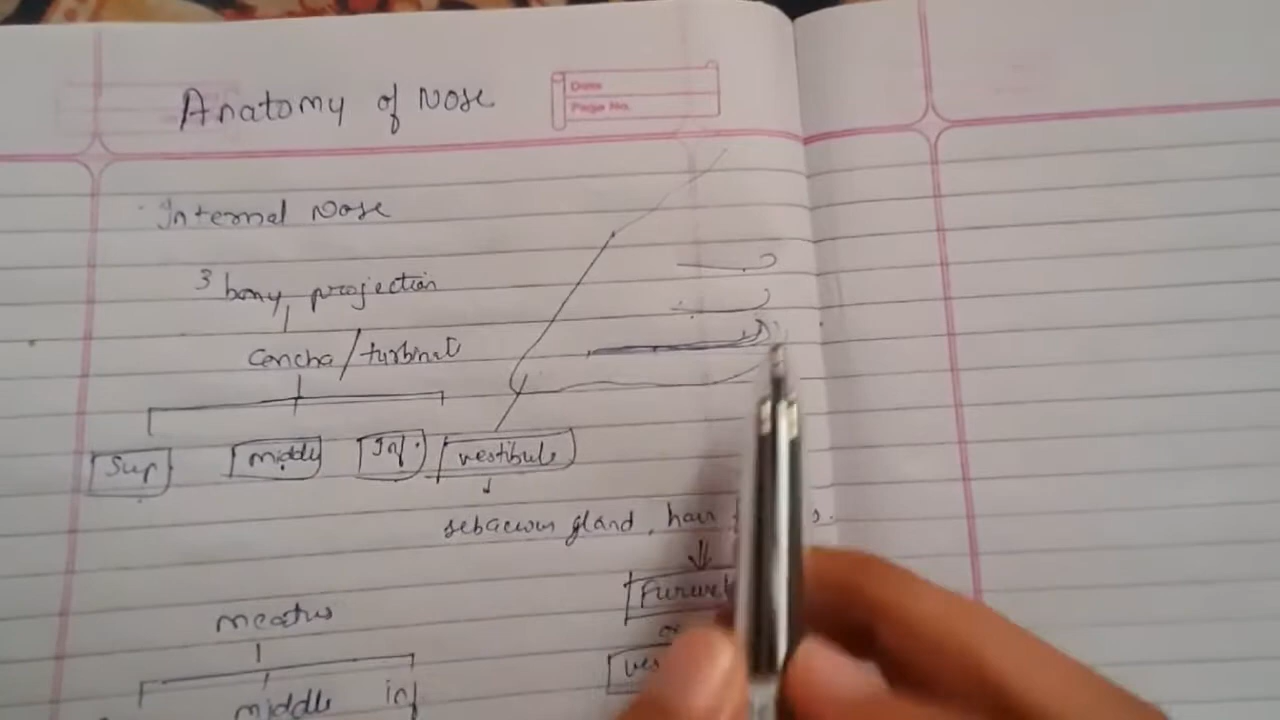 Anatomy of Nose
Date
Page No.
Internal Nose
3 bony projection
Concha/turbinet
Sup middle Inf. vestibule
sebaceous gland, hair
meatus
middle inf